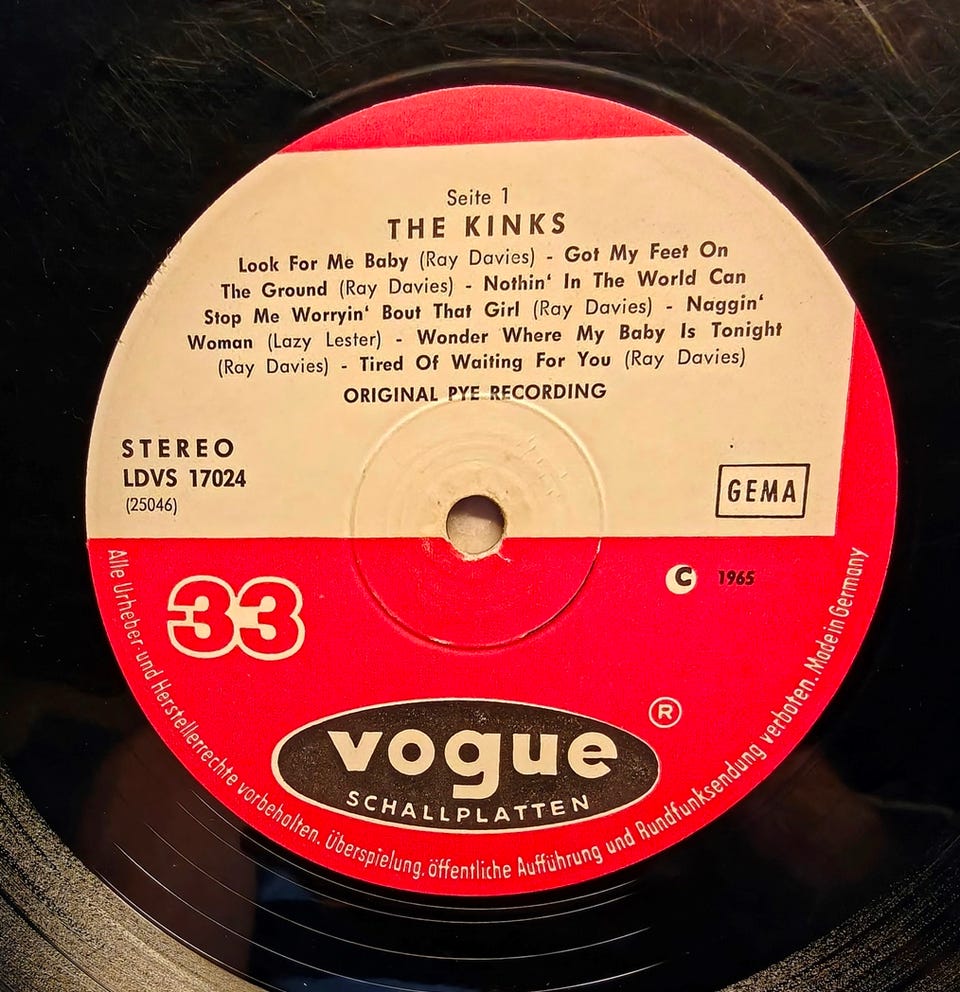 Seite 1
THE KINKS
Look For Me Baby (Ray Davies) - Got My Feet On
The Ground (Ray Davies) - Nothin‘ In The World Can
Stop Me Worryin‘ Bout That Girl (Ray Davies) - Naggin‘
Woman (Lazy Lester) - Wonder Where My Baby Is Tonight
(Ray Davies) - Tired Of Waiting For You (Ray Davies)
ORIGINAL PYE RECORDING
STEREO
LDVS 17024
(25046)
GEMA
C 1965
33
®
vogue
SCHALLPLATTEN
Alle Urheber- und Herstellerrechte vorbehalten. Überspielung, öffentliche Aufführung und Rundfunksendung verboten. Made in Germany